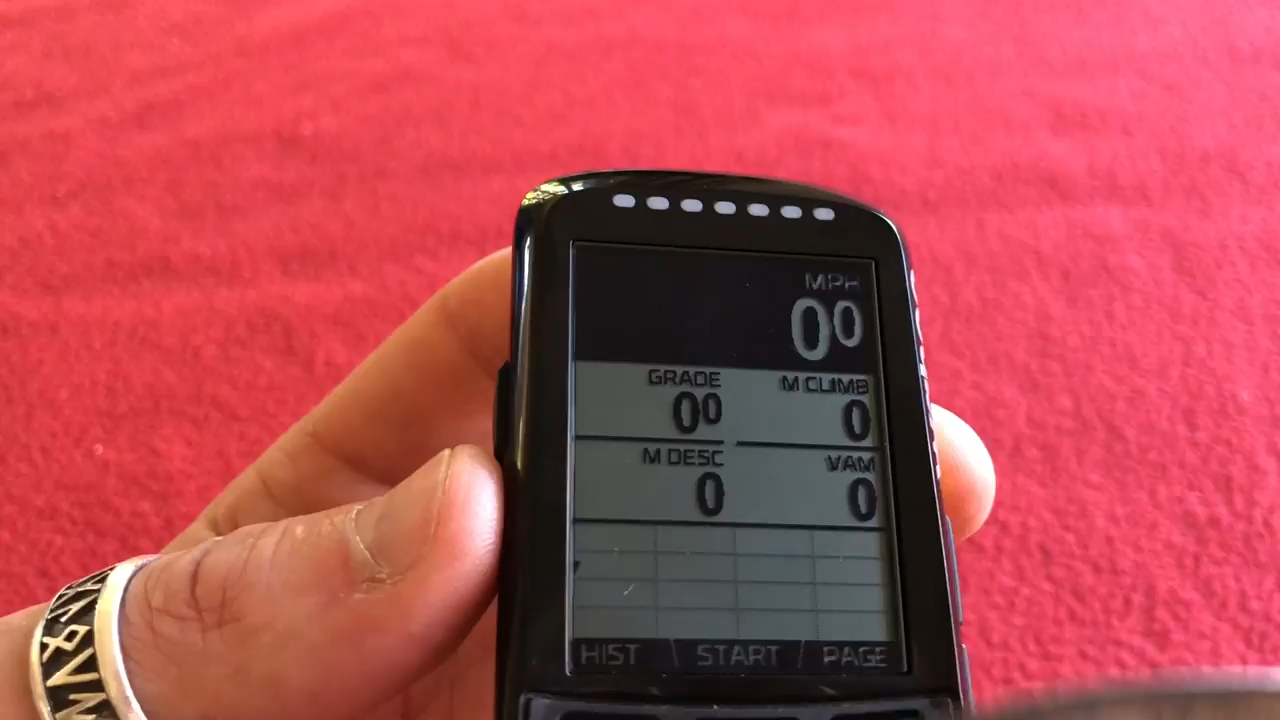 MPH
00
GRADE M CLIMB
00 0
M DESC VAM
0 0
HIST START PAGE